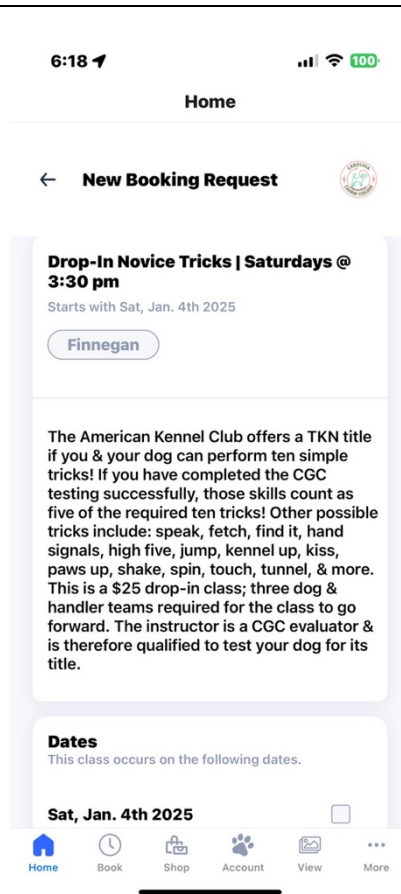 6:18
100
Home
New Booking Request
Drop-In Novice Tricks | Saturdays @
3:30 pm
Starts with Sat, Jan. 4th 2025
Finnegan
The American Kennel Club offers a TKN title
if you & your dog can perform ten simple
tricks! If you have completed the CGC
testing successfully, those skills count as
five of the required ten tricks! Other possible
tricks include: speak, fetch, find it, hand
signals, high five, jump, kennel up, kiss,
paws up, shake, spin, touch, tunnel, & more.
This is a $25 drop-in class; three dog &
handler teams required for the class to go
forward. The instructor is a CGC evaluator &
is therefore qualified to test your dog for its
title.
Dates
This class occurs on the following dates.
Sat, Jan. 4th 2025
Home Book Shop Account View More